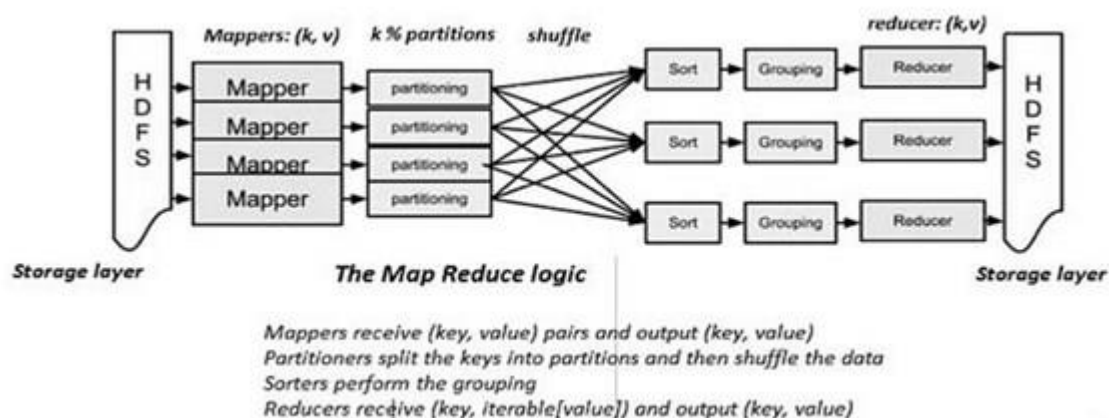 Mappers: (k, v)
k % partitions
shuffle
reducer: (k,v)
HDFS
Mapper
Mapper
Mapper
Mapper
partitioning
partitioning
partitioning
partitioning
Sort
Grouping
Reducer
Sort
Grouping
Reducer
Sort
Grouping
Reducer
HDFS
Storage layer
The Map Reduce logic
Storage layer
Mappers receive (key, value) pairs and output (key, value)
Partitioners split the keys into partitions and then shuffle the data
Sorters perform the grouping
Reducers receive (key, iterable[value]) and output (key, value)